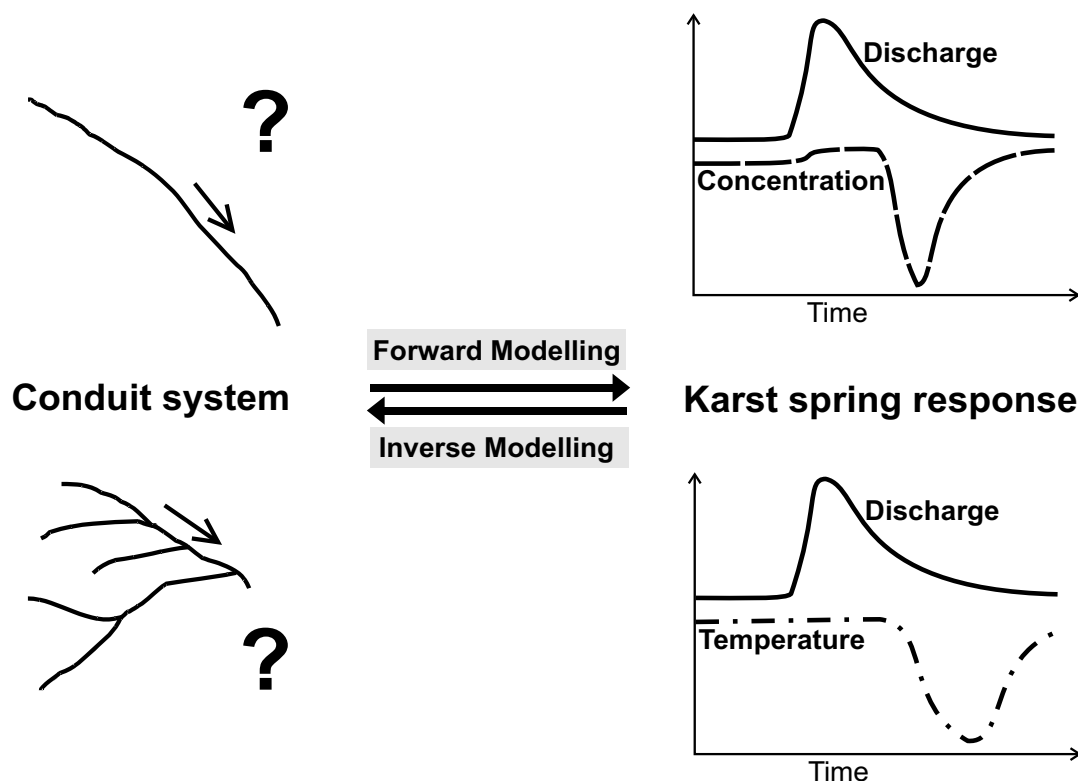 ?
Discharge
Concentration
Time
Forward Modelling
Conduit system
Karst spring response
Inverse Modelling
?
Discharge
Temperature
Time